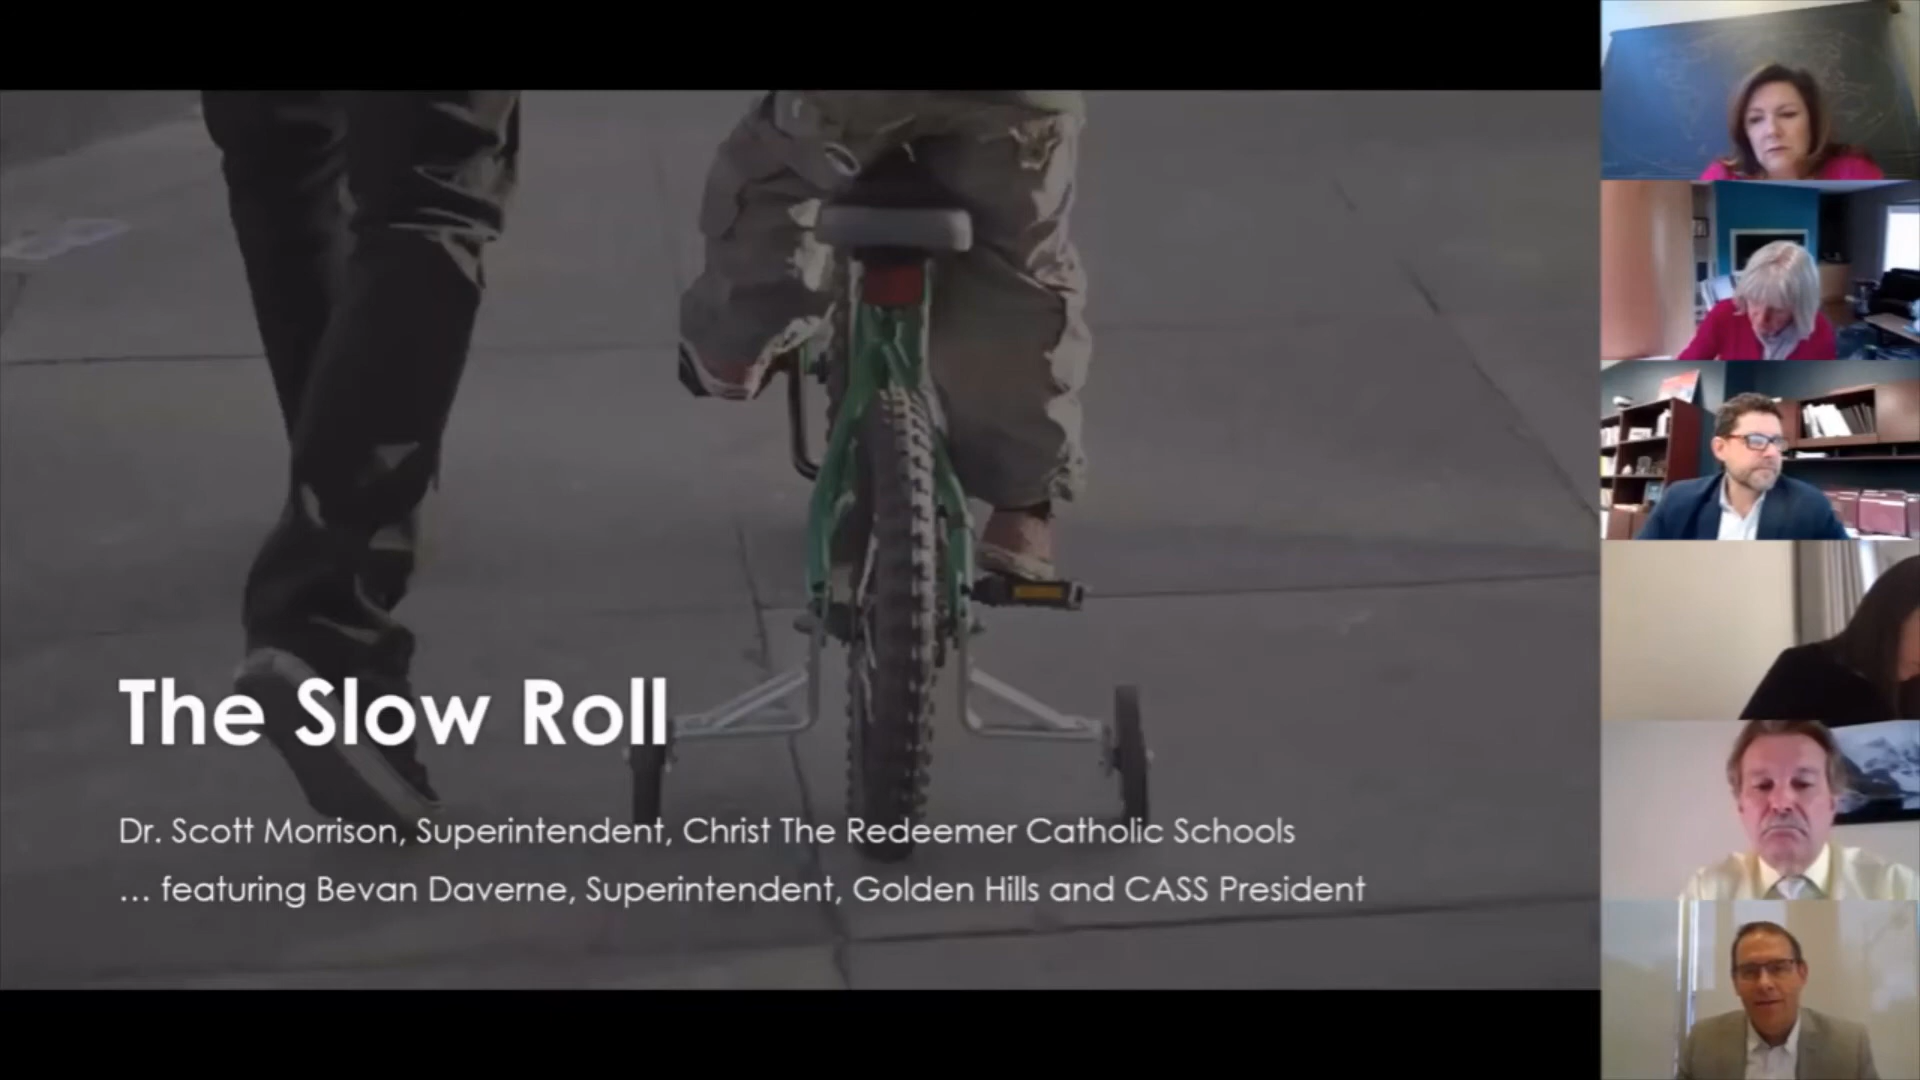 The Slow Roll
Dr. Scott Morrison, Superintendent, Christ The Redeemer Catholic Schools
... featuring Bevan Daverne, Superintendent, Golden Hills and CASS President